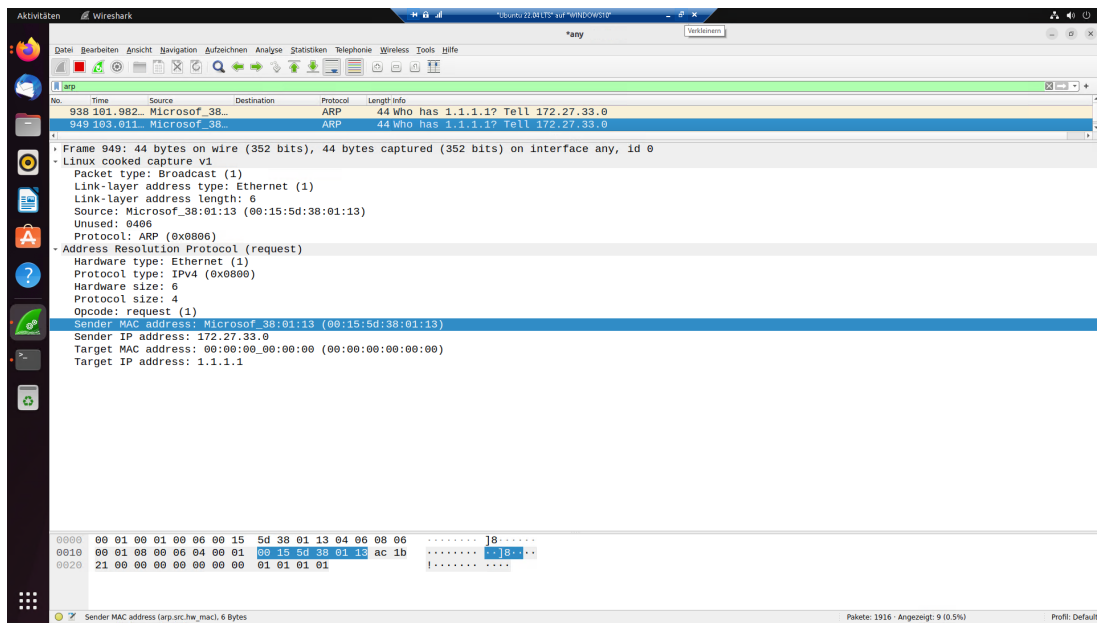 Aktivitäten Wireshark "Ubuntu 22.04 LTS" auf "WINDOWS10"
*any Verkleinern
Datei Bearbeiten Ansicht Navigation Aufzeichnen Analyse Statistiken Telephonie Wireless Tools Hilfe
arp
No. Time Source Destination Protocol Length Info
938 101.982… Microsof_38… ARP 44 Who has 1.1.1.1? Tell 172.27.33.0
949 103.011… Microsof_38… ARP 44 Who has 1.1.1.1? Tell 172.27.33.0
Frame 949: 44 bytes on wire (352 bits), 44 bytes captured (352 bits) on interface any, id 0
Linux cooked capture v1
Packet type: Broadcast (1)
Link-layer address type: Ethernet (1)
Link-layer address length: 6
Source: Microsof_38:01:13 (00:15:5d:38:01:13)
Unused: 0406
Protocol: ARP (0x0806)
Address Resolution Protocol (request)
Hardware type: Ethernet (1)
Protocol type: IPv4 (0x0800)
Hardware size: 6
Protocol size: 4
Opcode: request (1)
Sender MAC address: Microsof_38:01:13 (00:15:5d:38:01:13)
Sender IP address: 172.27.33.0
Target MAC address: 00:00:00_00:00:00 (00:00:00:00:00:00)
Target IP address: 1.1.1.1
0000 00 01 00 01 00 06 00 15 5d 38 01 13 04 06 08 06 ········ ]8······
0010 00 01 08 00 06 04 00 01 00 15 5d 38 01 13 ac 1b ········ ··]8····
0020 21 00 00 00 00 00 00 00 01 01 01 01 !······· ····
Sender MAC address (arp.src.hw_mac), 6 Bytes Pakete: 1916 · Angezeigt: 9 (0.5%) Profil: Default